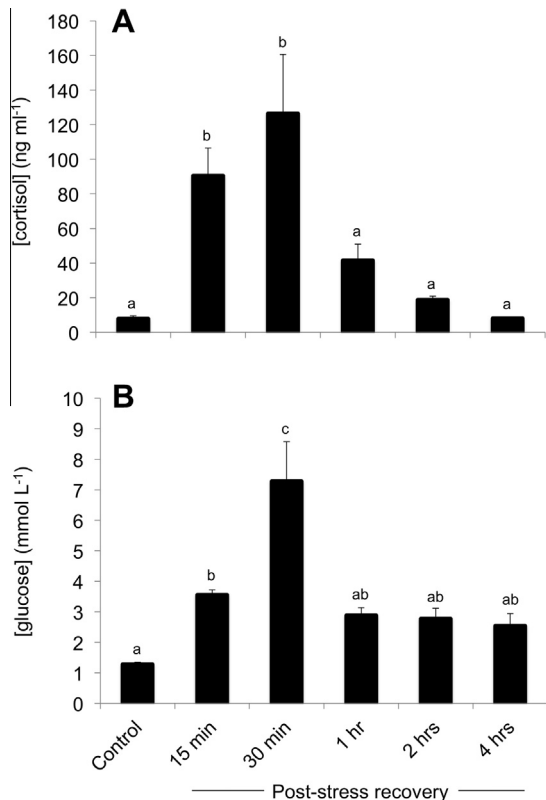 A
[cortisol] (ng ml-1)
180
160
140
120
100
80
60
40
20
0
a
b
b
a
a
a
B
[glucose] (mmol L-1)
10
9
8
7
6
5
4
3
2
1
0
a
b
c
ab
ab
ab
Control
15 min
30 min
1 hr
2 hrs
4 hrs
Post-stress recovery